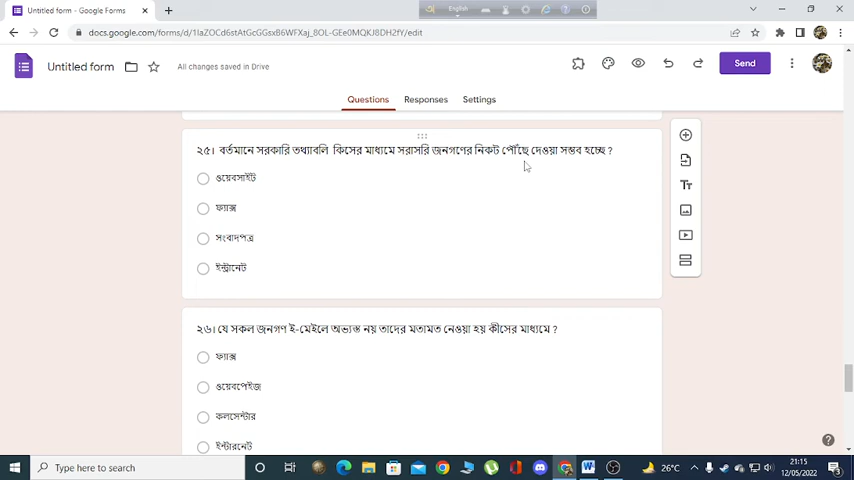 Untitled form - Google Forms
English
docs.google.com/forms/d/1laZOCd6stAtGcGGsxB6WFXaj_8OL-GEe0MQKJ8DH2fY/edit
Untitled form
All changes saved in Drive
Send
Questions
Responses
Settings
২৫। বর্তমানে সরকারি তথ্যাবলি কিসের মাধ্যমে সরাসরি জনগণের নিকট পৌঁছে দেওয়া সম্ভব হচ্ছে ?
ওয়েবসাইট
ফ্যাক্স
সংবাদপত্র
ইন্ট্রানেট
২৬। যে সকল জনগণ ই-মেইলে অভ্যস্ত নয় তাদের মতামত নেওয়া হয় কীসের মাধ্যমে ?
ফ্যাক্স
ওয়েবপেইজ
কলসেন্টার
ইন্টারনেট
Type here to search
26°C
21:15
12/05/2022
3